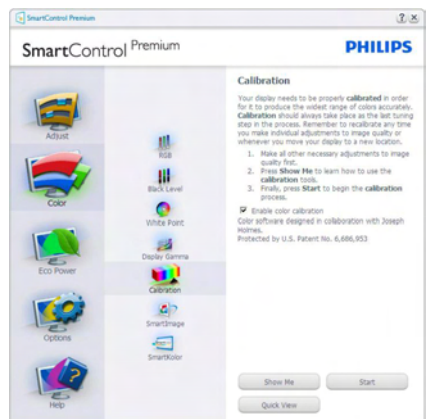 SmartControl Premium
SmartControl Premium
PHILIPS
Adjust
Color
Eco Power
Options
Help
RGB
Black Level
White Point
Display Gamma
Calibration
SmartImage
SmartKolor
Calibration
Your display needs to be properly calibrated in order
for it to produce the widest range of colors accurately.
Calibration should always take place as the last tuning
step in the process. Remember to recalibrate any time
you make individual adjustments to image quality or
whenever you move your display to a new location.
1. Make all other necessary adjustments to image
quality first.
2. Press Show Me to learn how to use the
calibration tools.
3. Finally, press Start to begin the calibration
process.
Enable color calibration
Color software designed in collaboration with Joseph
Holmes.
Protected by U.S. Patent No. 6,686,953
Show Me
Start
Quick View